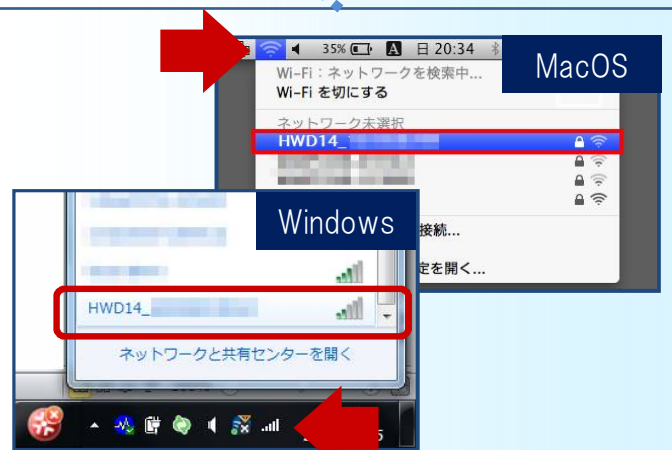 35% A 日 20:34
MacOS
Wi-Fi：ネットワークを検索中...
Wi-Fi を切にする
ネットワーク未選択
HWD14_
接続...
定を開く...
Windows
HWD14_
ネットワークと共有センターを開く